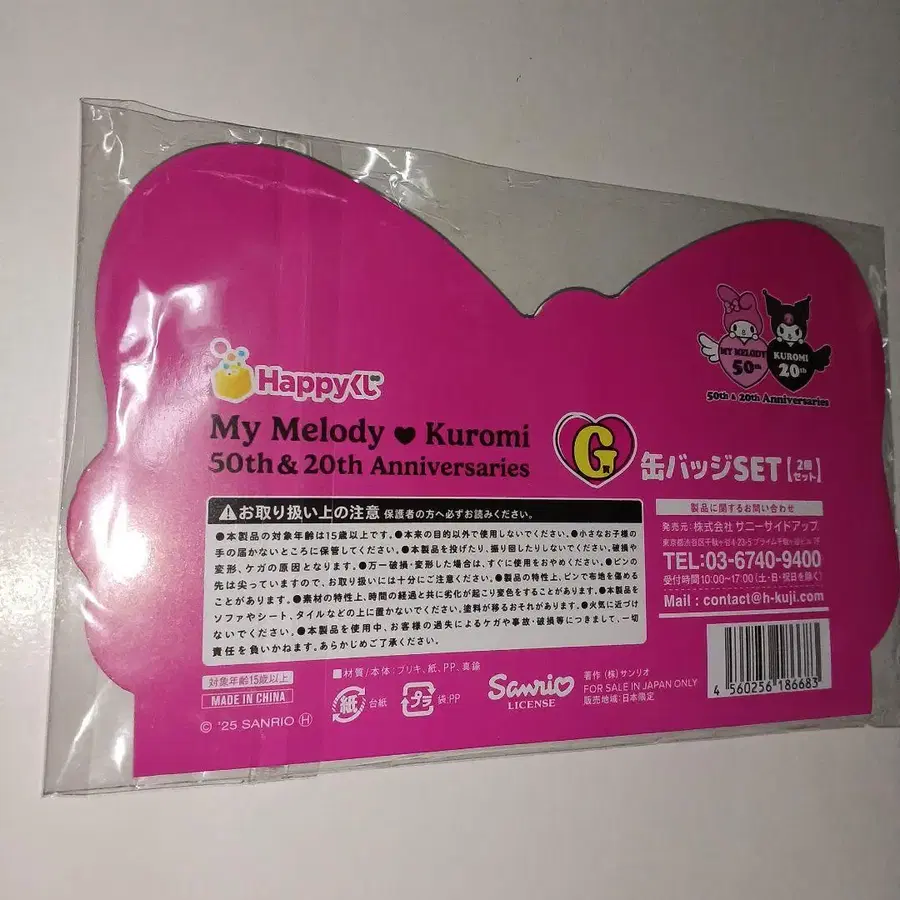 MY MELODY
50th
KUROMI
20th
50th & 20th Anniversaries
Happyくじ
My Melody ♥ Kuromi
50th & 20th Anniversaries
G賞
缶バッジSET【2個セット】
⚠お取り扱い上の注意 保護者の方へ必ずお読みください。
●本製品の対象年齢は15歳以上です。●本来の目的以外で使用しないでください。●小さなお子様の
手の届かないところに保管してください。●本製品を投げたり、振り回したりしないでください。破損や
変形、ケガの原因となります。●万一破損・変形した場合は、すぐに使用をおやめください。●ピンの
先は尖っていますので、お取り扱いには十分にご注意ください。●製品の特性上、ピンで布地を傷める
ことがあります。●素材の特性上、時間の経過と共に劣化が起こり変色をすることがあります。●本製品を
ソファやシート、タイルなどの上に置かないでください。塗料が移るおそれがあります。●火気に近づけ
ないでください。●本製品を使用中、お客様の過失によるケガや事故・破損等につきまして、一切
責任を負いかねます。あらかじめご了承ください。
製品に関するお問い合わせ
発売元:株式会社 サニーサイドアップ
東京都渋谷区千駄ヶ谷4-23-5
TEL:03-6740-9400
受付時間10:00~17:00(土・日・祝日を除く)
Mail : contact@h-kuji.com
対象年齢15歳以上
MADE IN CHINA
© '25 SANRIO Ⓗ
■材質/本体:ブリキ、紙、PP、真鍮
紙 台紙
プラ 袋:PP
Sanrio
LICENSE
著作 (株) サンリオ
FOR SALE IN JAPAN ONLY
販売地域:日本限定
4 560256 186683